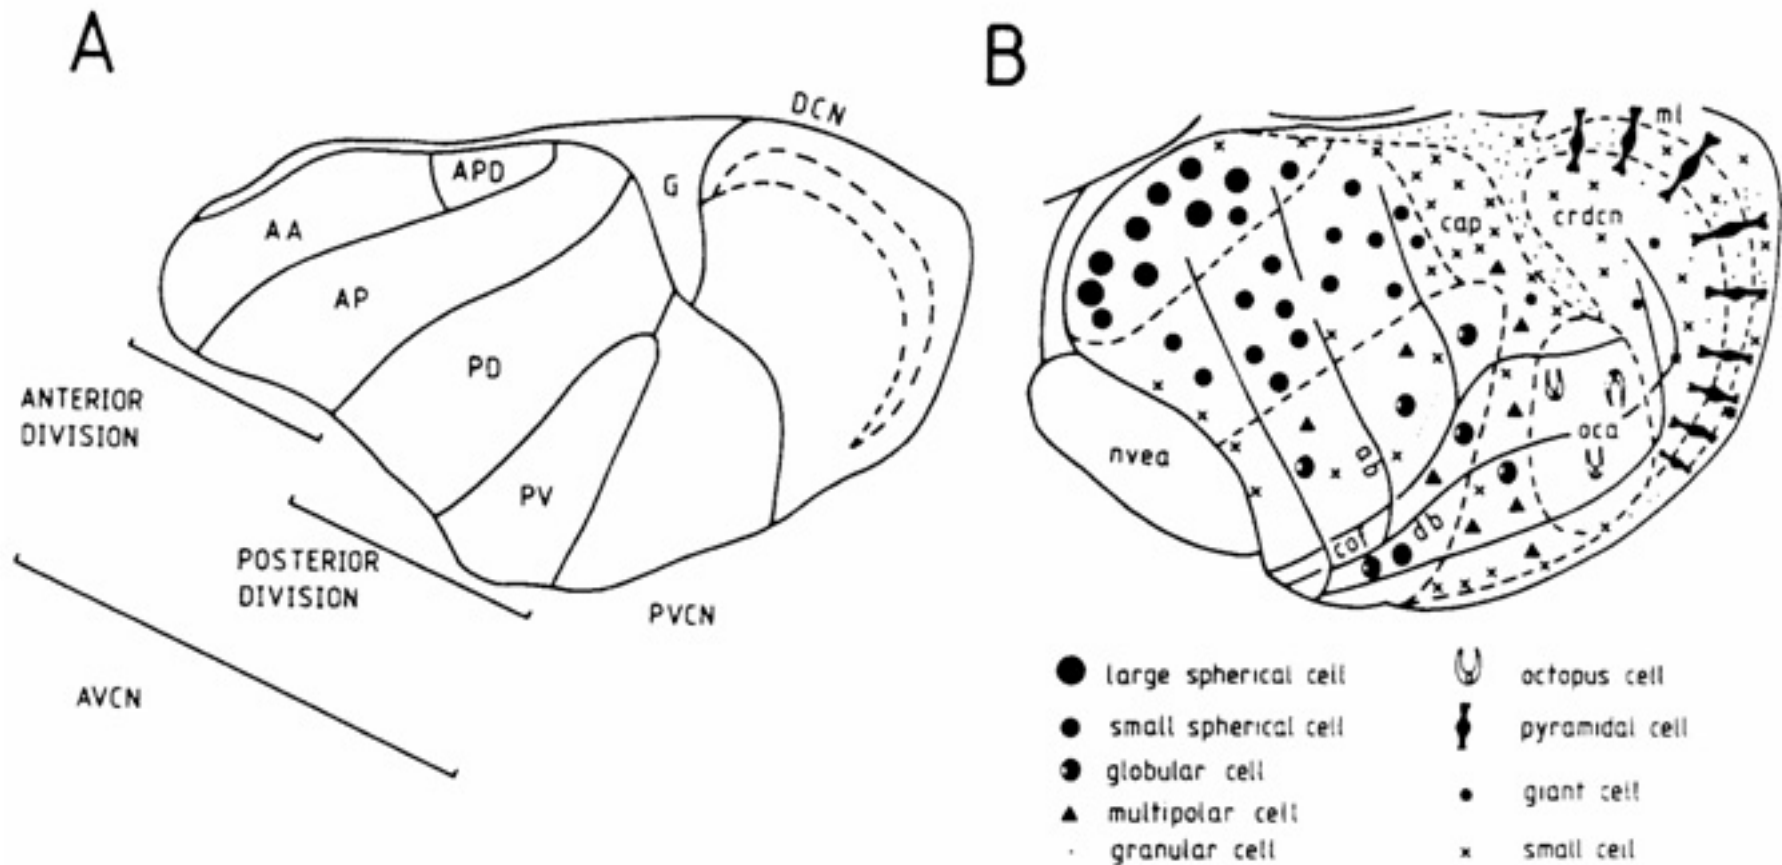 A
DCN
APD
G
AA
AP
PD
PV
ANTERIOR
DIVISION
POSTERIOR
DIVISION
PVCN
AVCN
B
ml
cap
crdcn
oca
nvea
ab
db
large spherical cell
small spherical cell
globular cell
multipolar cell
granular cell
octopus cell
pyramidal cell
giant cell
small cell